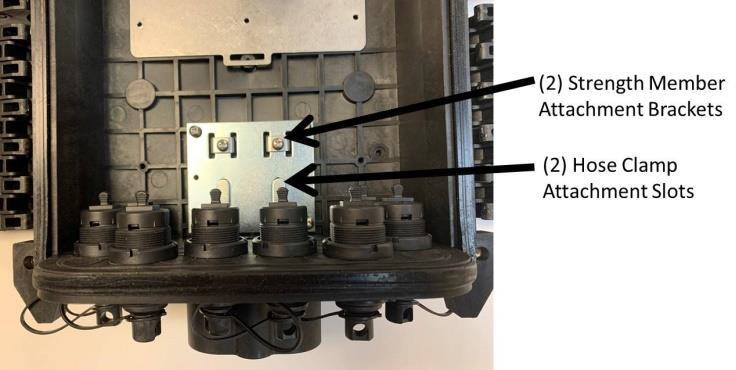 (2) Strength Member
Attachment Brackets
(2) Hose Clamp
Attachment Slots